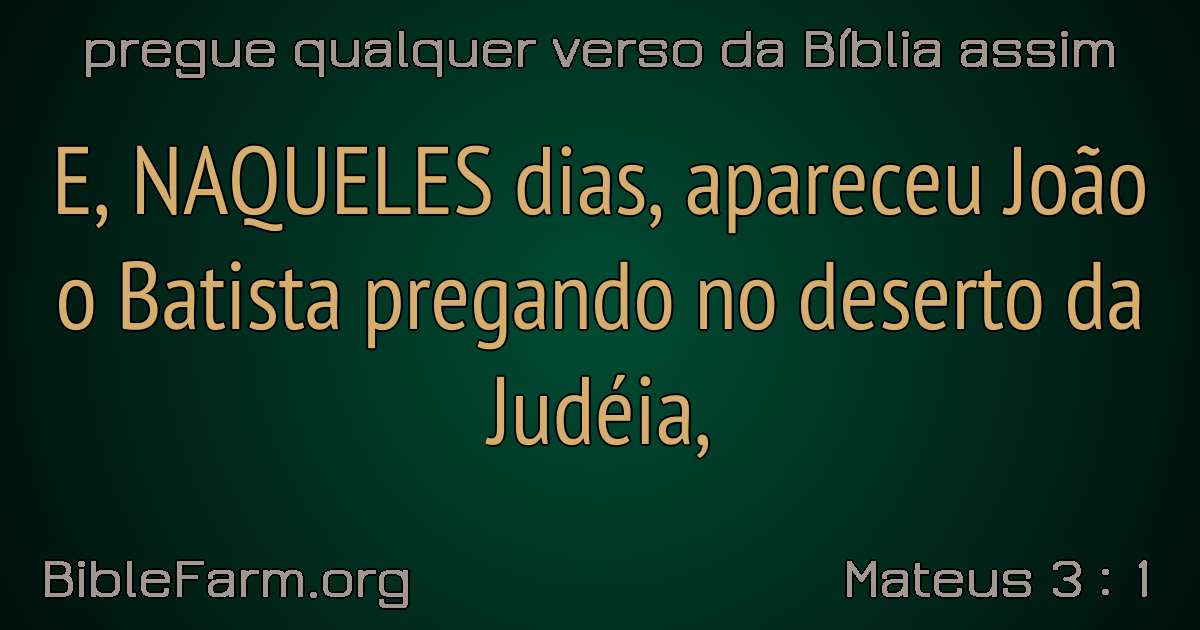 pregue qualquer verso da Bíblia assim
E, NAQUELES dias, apareceu João
o Batista pregando no deserto da
Judéia,
BibleFarm.org
Mateus 3 : 1